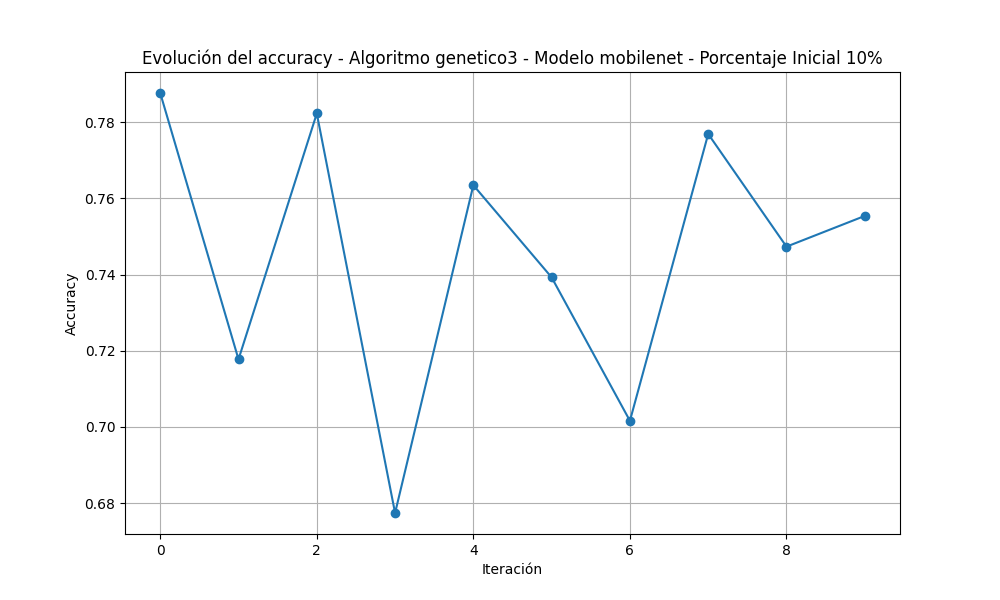 Evolución del accuracy - Algoritmo genetico3 - Modelo mobilenet - Porcentaje Inicial 10%
Accuracy
0.78
0.76
0.74
0.72
0.70
0.68
0 2 4 6 8
Iteración